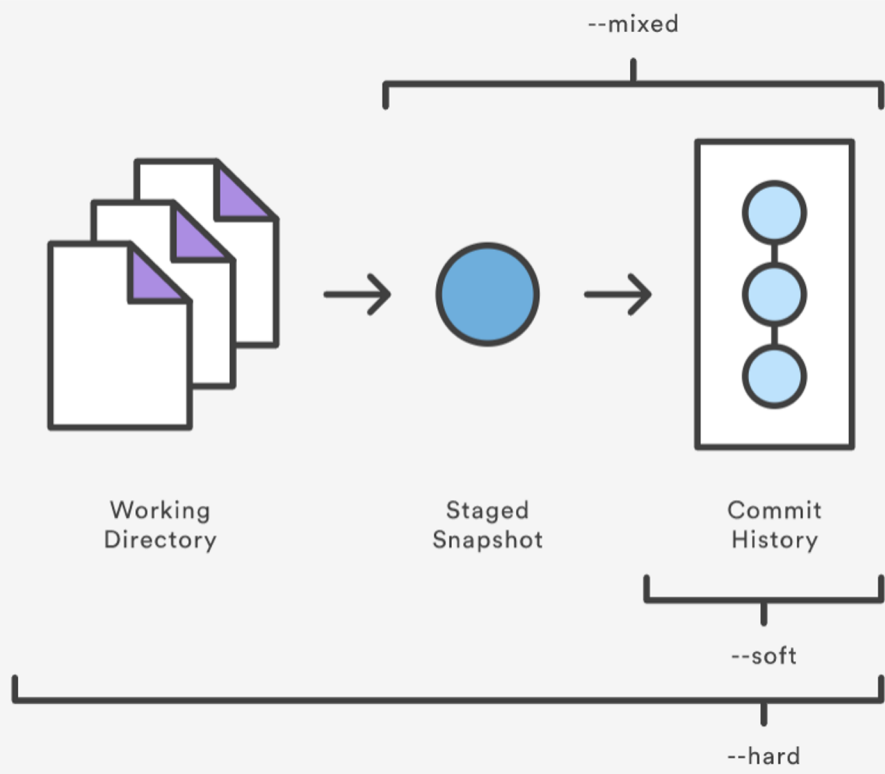 --mixed
Working
Directory
Staged
Snapshot
Commit
History
--soft
--hard